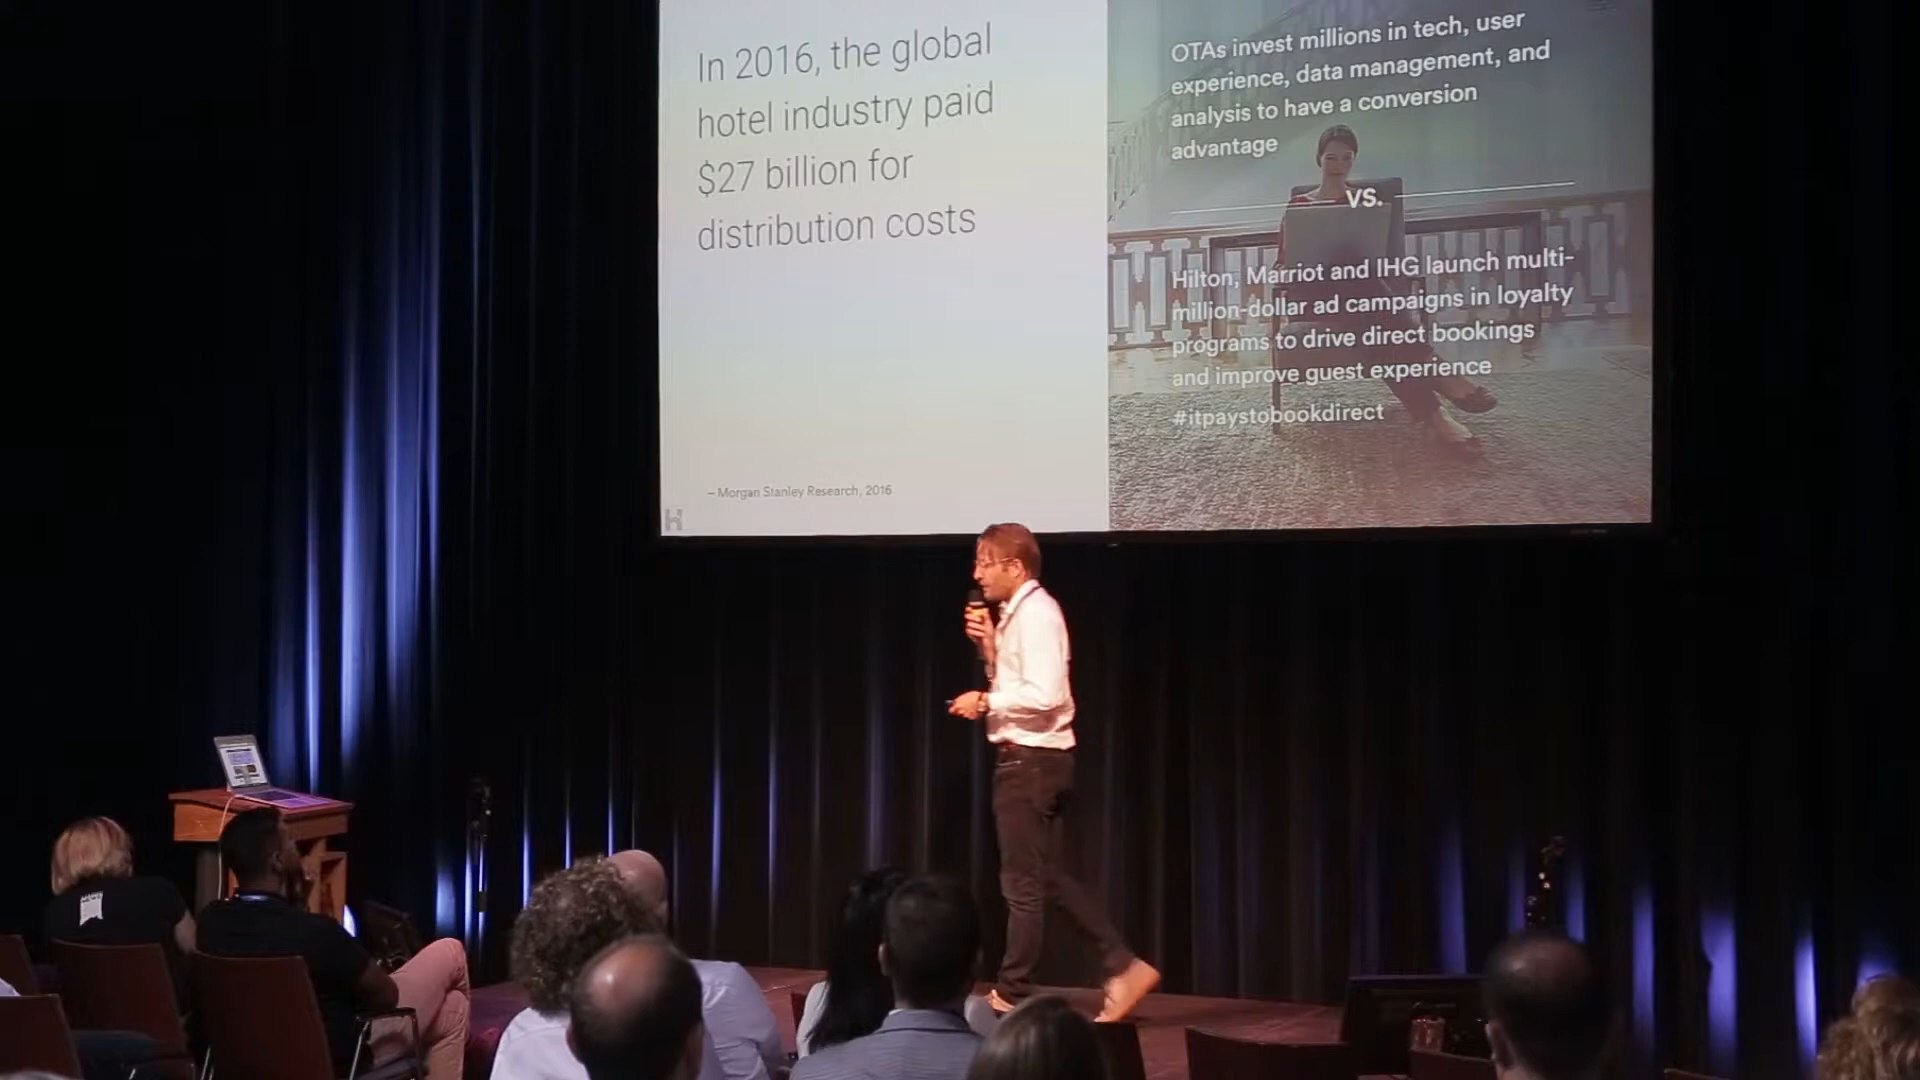 In 2016, the global
hotel industry paid
$27 billion for
distribution costs
– Morgan Stanley Research, 2016
H
OTAs invest millions in tech, user
experience, data management, and
analysis to have a conversion
advantage
VS.
Hilton, Marriot and IHG launch multi-
million-dollar ad campaigns in loyalty
programs to drive direct bookings
and improve guest experience
#itpaystobookdirect